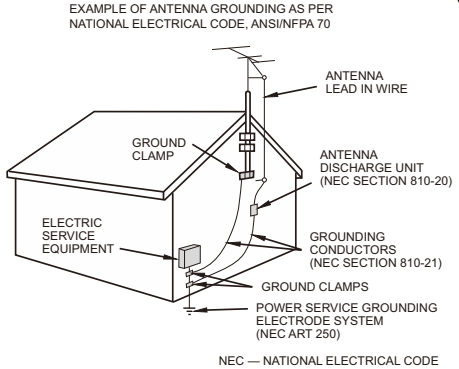 EXAMPLE OF ANTENNA GROUNDING AS PER
NATIONAL ELECTRICAL CODE, ANSI/NFPA 70
ANTENNA
LEAD IN WIRE
GROUND
CLAMP
ANTENNA
DISCHARGE UNIT
(NEC SECTION 810-20)
ELECTRIC
SERVICE
EQUIPMENT
GROUNDING
CONDUCTORS
(NEC SECTION 810-21)
GROUND CLAMPS
POWER SERVICE GROUNDING
ELECTRODE SYSTEM
(NEC ART 250)
NEC — NATIONAL ELECTRICAL CODE